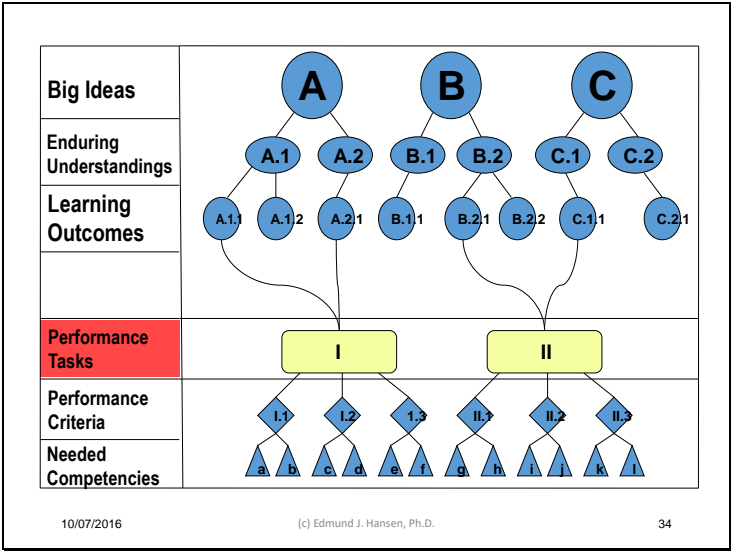 Big Ideas
A B C
Enduring
Understandings
A.1 A.2 B.1 B.2 C.1 C.2
Learning
Outcomes
A.1.1 A.1.2 A.2.1 B.1.1 B.2.1 B.2.2 C.1.1 C.2.1
Performance
Tasks
I II
Performance
Criteria
I.1 I.2 1.3 II.1 II.2 II.3
Needed
Competencies
a b c d e f g h i j k l
10/07/2016 (c) Edmund J. Hansen, Ph.D. 34